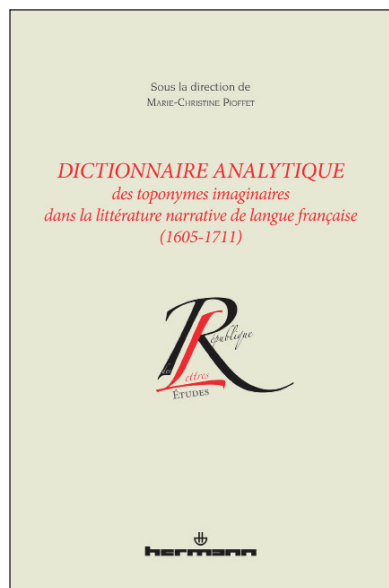 Sous la direction de
Marie-Christine Pioffet
DICTIONNAIRE ANALYTIQUE
des toponymes imaginaires
dans la littérature narrative de langue française
(1605-1711)
République
des Lettres
Études
hermann